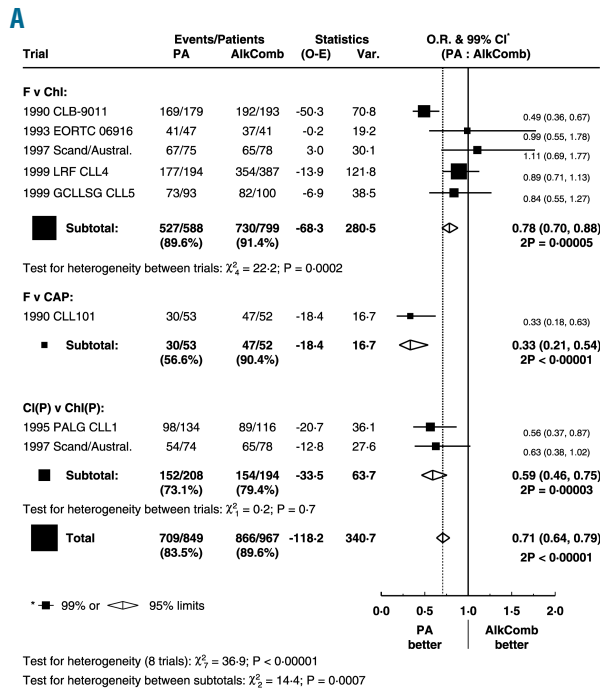 A
Events/Patients Statistics O.R. & 99% CI*
Trial PA AlkComb (O-E) Var. (PA : AlkComb)
F v Chl:
1990 CLB-9011 169/179 192/193 -50·3 70·8 0·49 (0·36, 0·67)
1993 EORTC 06916 41/47 37/41 -0·2 19·2 0·99 (0·55, 1·78)
1997 Scand/Austral. 67/75 65/78 3·0 30·1 1·11 (0·69, 1·77)
1999 LRF CLL4 177/194 354/387 -13·9 121·8 0·89 (0·71, 1·13)
1999 GCLLSG CLL5 73/93 82/100 -6·9 38·5 0·84 (0·55, 1·27)
Subtotal: 527/588 730/799 -68·3 280·5 0.78 (0.70, 0.88)
(89.6%) (91.4%) 2P = 0·00005
Test for heterogeneity between trials: χ²₄ = 22·2; P = 0·0002
F v CAP:
1990 CLL101 30/53 47/52 -18·4 16·7 0·33 (0·18, 0·63)
Subtotal: 30/53 47/52 -18·4 16·7 0.33 (0.21, 0.54)
(56.6%) (90.4%) 2P < 0·00001
Cl(P) v Chl(P):
1995 PALG CLL1 98/134 89/116 -20·7 36·1 0·56 (0·37, 0·87)
1997 Scand/Austral. 54/74 65/78 -12·8 27·6 0·63 (0·38, 1·02)
Subtotal: 152/208 154/194 -33·5 63·7 0.59 (0.46, 0.75)
(73.1%) (79.4%) 2P = 0·00003
Test for heterogeneity between trials: χ²₁ = 0·2; P = 0·7
Total 709/849 866/967 -118·2 340·7 0.71 (0.64, 0.79)
(83.5%) (89.6%) 2P < 0·00001
* 99% or 95% limits
0·0 0·5 1·0 1·5 2·0
PA AlkComb
better better
Test for heterogeneity (8 trials): χ²₇ = 36·9; P < 0·00001
Test for heterogeneity between subtotals: χ²₂ = 14·4; P = 0·0007